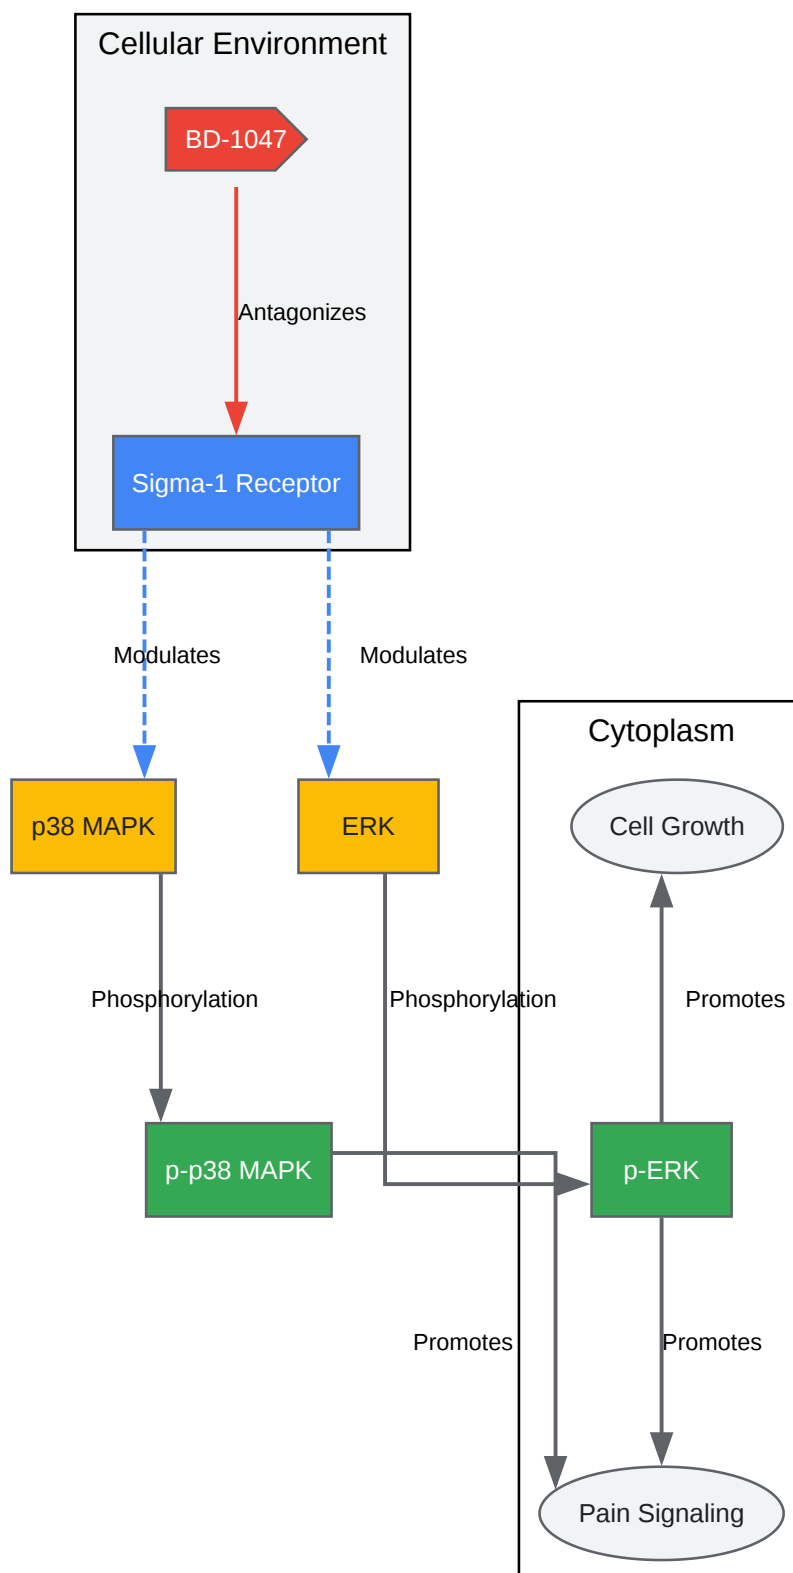 Cellular Environment
BD-1047
Antagonizes
Sigma-1 Receptor
Modulates
Modulates
Cytoplasm
p38 MAPK
ERK
Cell Growth
Phosphorylation
Phosphorylation
Promotes
p-p38 MAPK
p-ERK
Promotes
Promotes
Pain Signaling